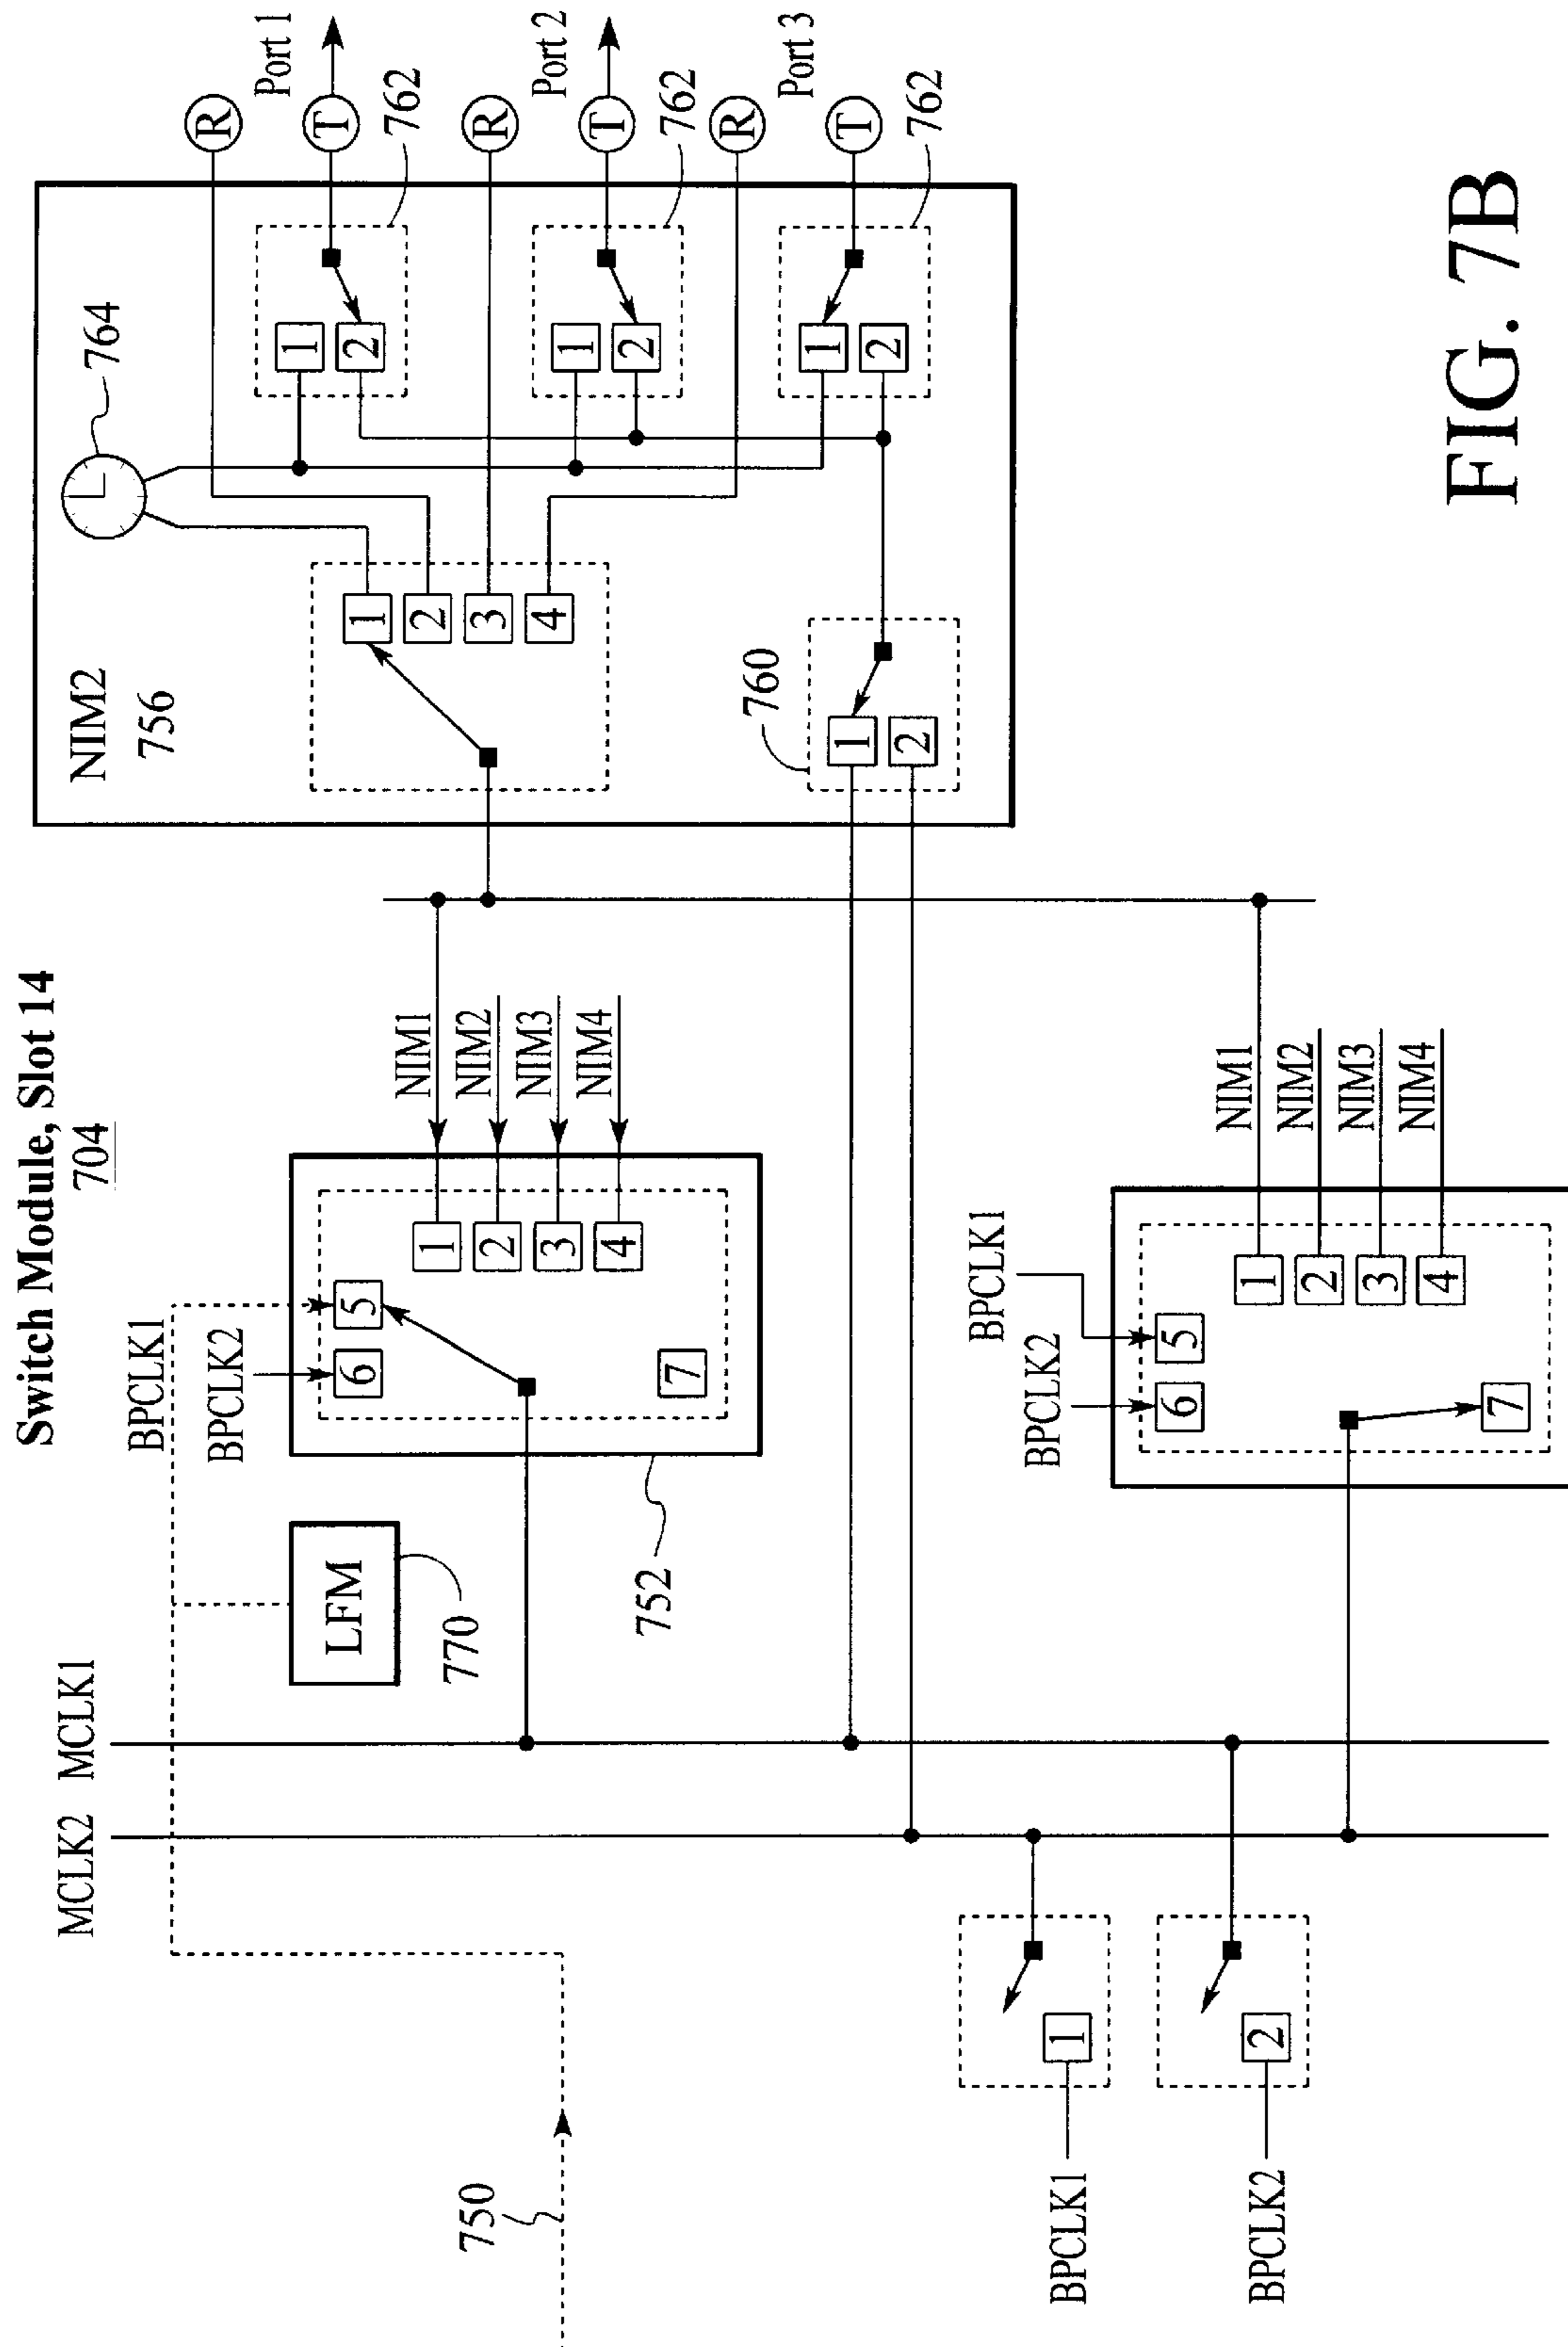 Switch Module, Slot 14
704
MCLK2
MCLK1
750
BPCLK1
BPCLK2
LFM
770
752
6
5
7
1
2
3
4
NIM1
NIM2
NIM3
NIM4
NIM2
756
764
1
2
3
4
760
1
2
1
2
762
1
2
762
1
2
762
R
T
Port 1
R
T
Port 2
R
T
Port 3
BPCLK1
1
BPCLK2
2
BPCLK2
BPCLK1
6
5
7
1
2
3
4
NIM1
NIM2
NIM3
NIM4
FIG. 7B